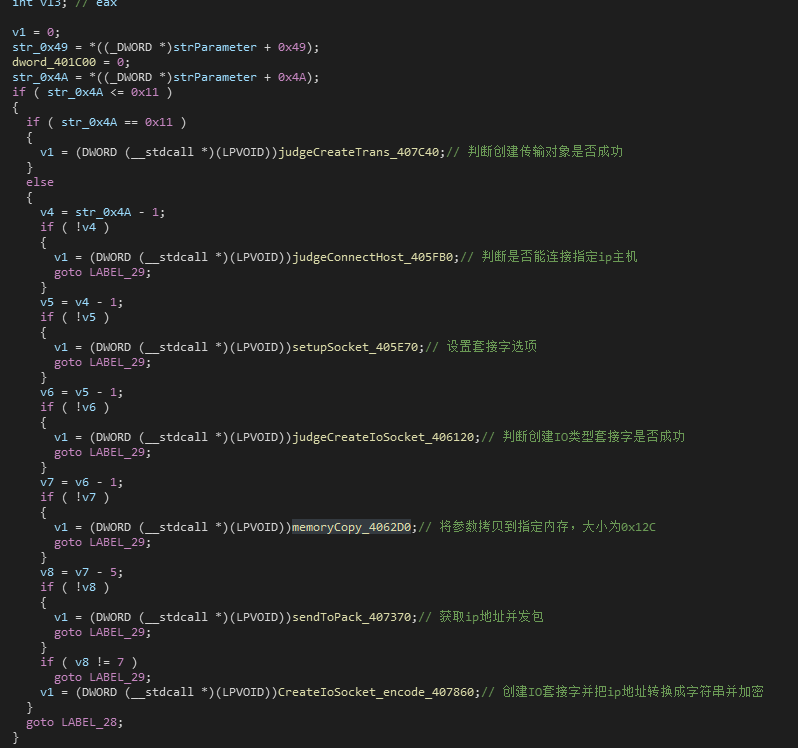 int v13; // eax
v1 = 0;
str_0x49 = *((_DWORD *)strParameter + 0x49);
dword_401C00 = 0;
str_0x4A = *((_DWORD *)strParameter + 0x4A);
if ( str_0x4A <= 0x11 )
{
if ( str_0x4A == 0x11 )
{
v1 = (DWORD (__stdcall *)(LPVOID))judgeCreateTrans_407C40;// 判断创建传输对象是否成功
}
else
{
v4 = str_0x4A - 1;
if ( !v4 )
{
v1 = (DWORD (__stdcall *)(LPVOID))judgeConnectHost_405FB0;// 判断是否能连接指定ip主机
goto LABEL_29;
}
v5 = v4 - 1;
if ( !v5 )
{
v1 = (DWORD (__stdcall *)(LPVOID))setupSocket_405E70;// 设置套接字选项
goto LABEL_29;
}
v6 = v5 - 1;
if ( !v6 )
{
v1 = (DWORD (__stdcall *)(LPVOID))judgeCreateIoSocket_406120;// 判断创建IO类型套接字是否成功
goto LABEL_29;
}
v7 = v6 - 1;
if ( !v7 )
{
v1 = (DWORD (__stdcall *)(LPVOID))memoryCopy_4062D0;// 将参数拷贝到指定内存，大小为0x12C
goto LABEL_29;
}
v8 = v7 - 5;
if ( !v8 )
{
v1 = (DWORD (__stdcall *)(LPVOID))sendToPack_407370;// 获取ip地址并发包
goto LABEL_29;
}
if ( v8 != 7 )
goto LABEL_29;
v1 = (DWORD (__stdcall *)(LPVOID))CreateIoSocket_encode_407860;// 创建IO套接字并把ip地址转换成字符串并加密
}
goto LABEL_28;
}